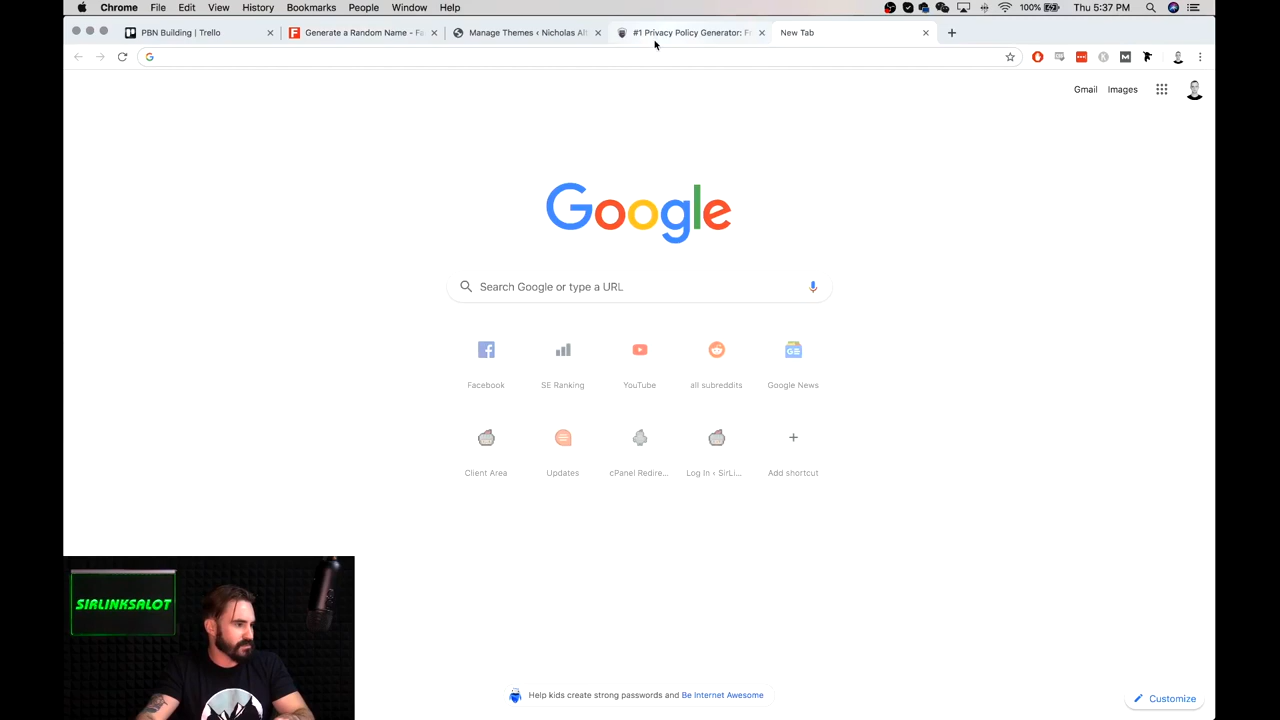 Chrome File Edit View History Bookmarks People Window Help 100% Thu 5:37 PM
PBN Building | Trello Generate a Random Name - Fa Manage Themes ‹ Nicholas Alt #1 Privacy Policy Generator: Fr New Tab
Gmail Images
Google
Search Google or type a URL
Facebook SE Ranking YouTube all subreddits Google News
Client Area Updates cPanel Redire... Log In ‹ SirLi... Add shortcut
SIRLINKSALOT
Help kids create strong passwords and Be Internet Awesome
Customize